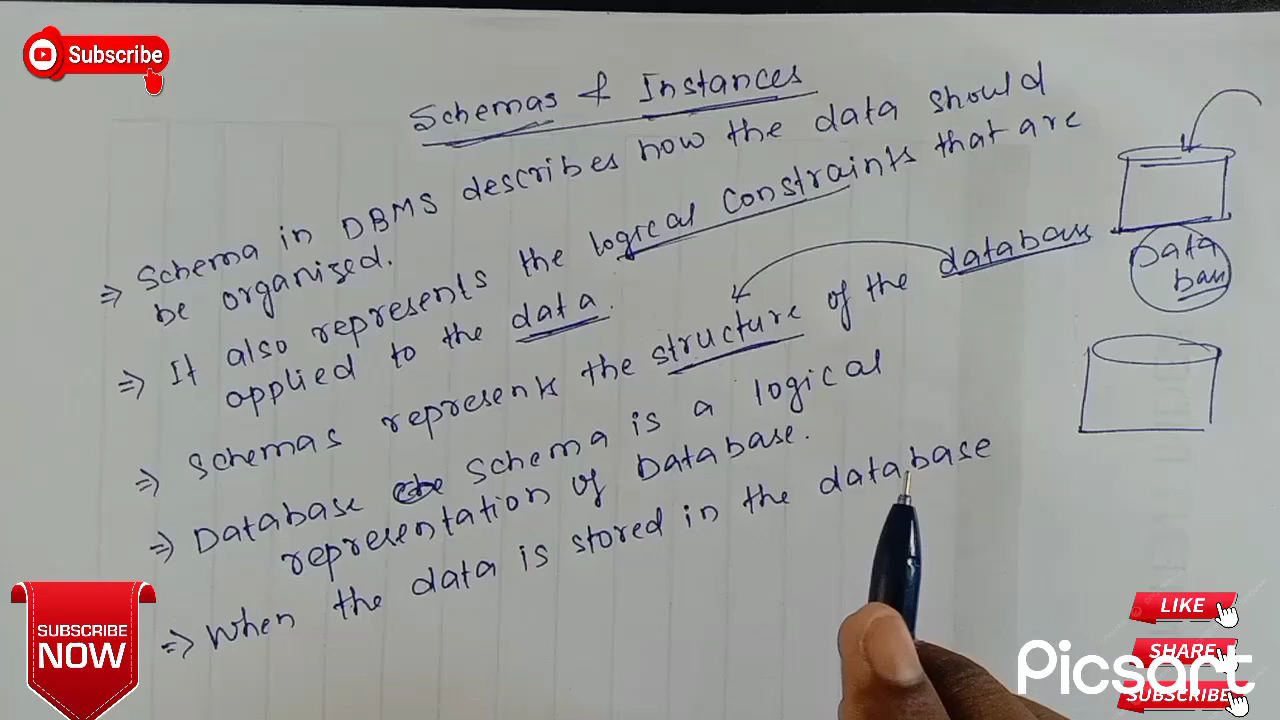 Subscribe
Schemas & Instances
⇒ Schema in DBMS describes how the data should
be organised.
⇒ It also represents the logical constraints that are
applied to the data.
⇒ Schemas represents the structure of the database
⇒ Database Schema is a logical
representation of Database.
⇒ When the data is stored in the database
Data
SUBSCRIBE
NOW
LIKE
SHARE
SUBSCRIBE
Picsart